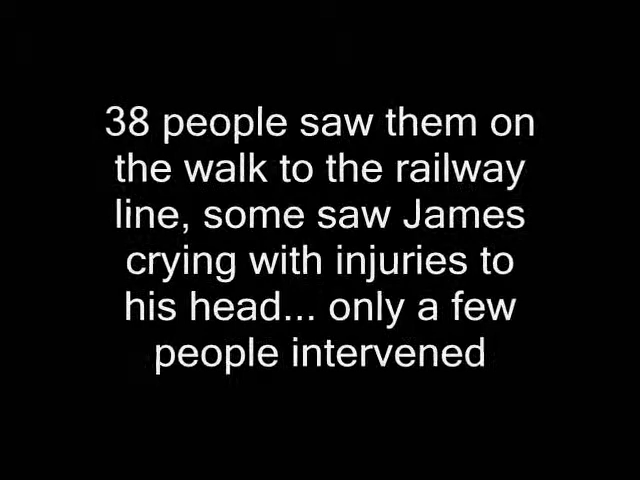 38 people saw them on
the walk to the railway
line, some saw James
crying with injuries to
his head... only a few
people intervened